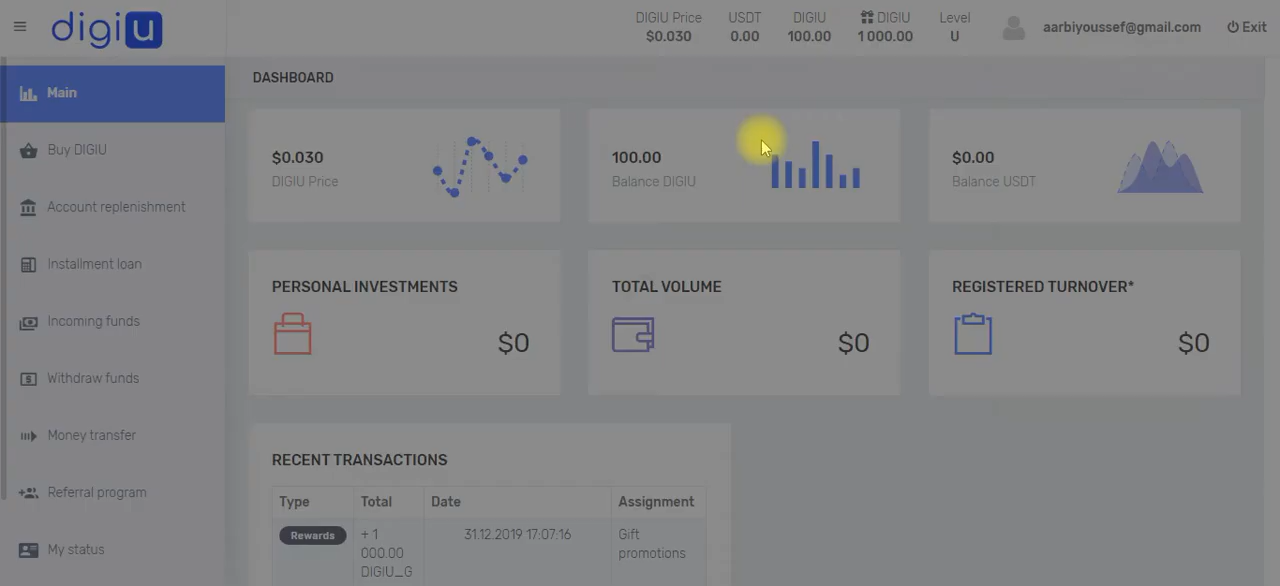 digiU
DIGIU Price
$0.030
USDT
0.00
DIGIU
100.00
DIGIU
1 000.00
Level
U
aarbiyoussef@gmail.com
Exit
Main
Buy DIGIU
Account replenishment
Installment loan
Incoming funds
Withdraw funds
Money transfer
Referral program
My status
DASHBOARD
$0.030
DIGIU Price
100.00
Balance DIGIU
$0.00
Balance USDT
PERSONAL INVESTMENTS
$0
TOTAL VOLUME
$0
REGISTERED TURNOVER*
$0
RECENT TRANSACTIONS
Type Total Date Assignment
Rewards + 1 31.12.2019 17:07:16 Gift
000.00 promotions
DIGIU_G